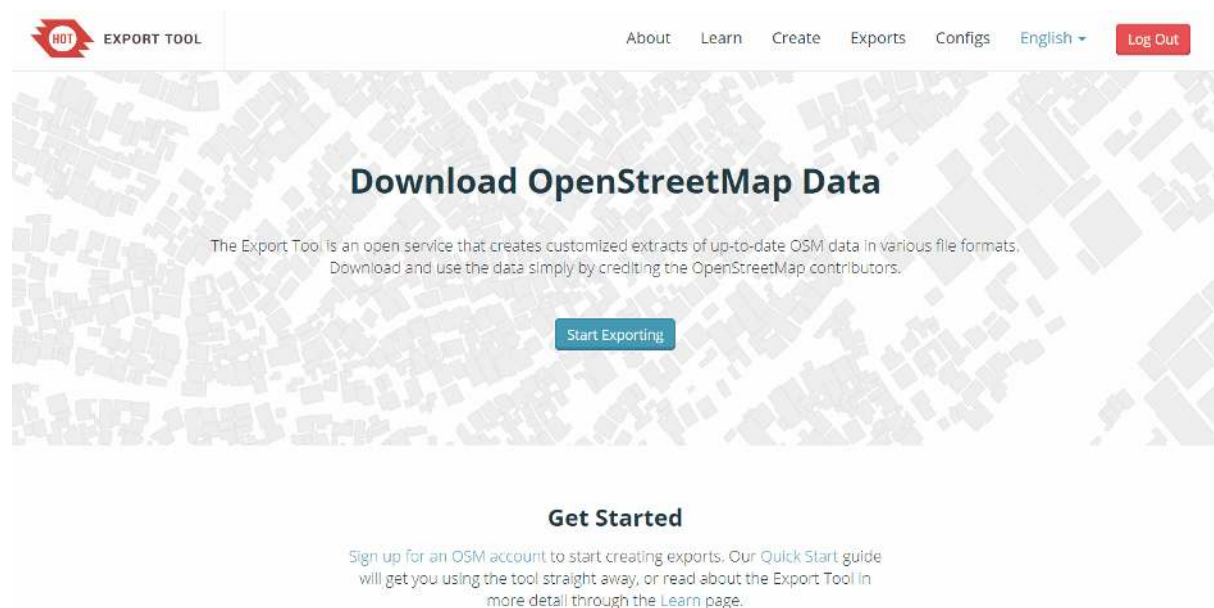 HOT EXPORT TOOL About Learn Create Exports Configs English Log Out
Download OpenStreetMap Data
The Export Tool is an open service that creates customized extracts of up-to-date OSM data in various file formats.
Download and use the data simply by crediting the OpenStreetMap contributors.
Start Exporting
Get Started
Sign up for an OSM account to start creating exports. Our Quick Start guide
will get you using the tool straight away, or read about the Export Tool in
more detail through the Learn page.